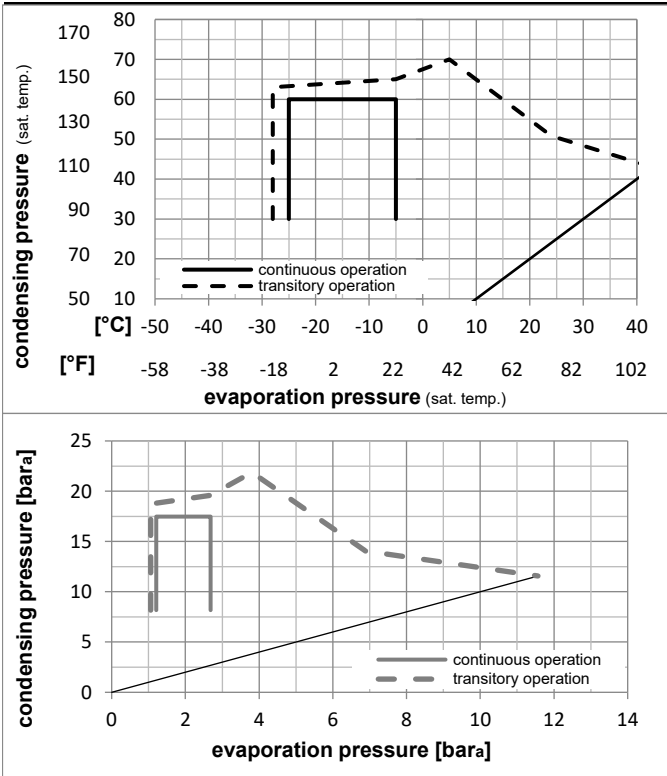 condensing pressure (sat. temp.)
170 80
70
150
60
130
50
110
40
90
30
70
20
50 10
continuous operation
transitory operation
[°C] -50 -40 -30 -20 -10 0 10 20 30 40
[°F] -58 -38 -18 2 22 42 62 82 102
evaporation pressure (sat. temp.)
condensing pressure [bara]
25
20
15
10
5
0
continuous operation
transitory operation
0 2 4 6 8 10 12 14
evaporation pressure [bara]